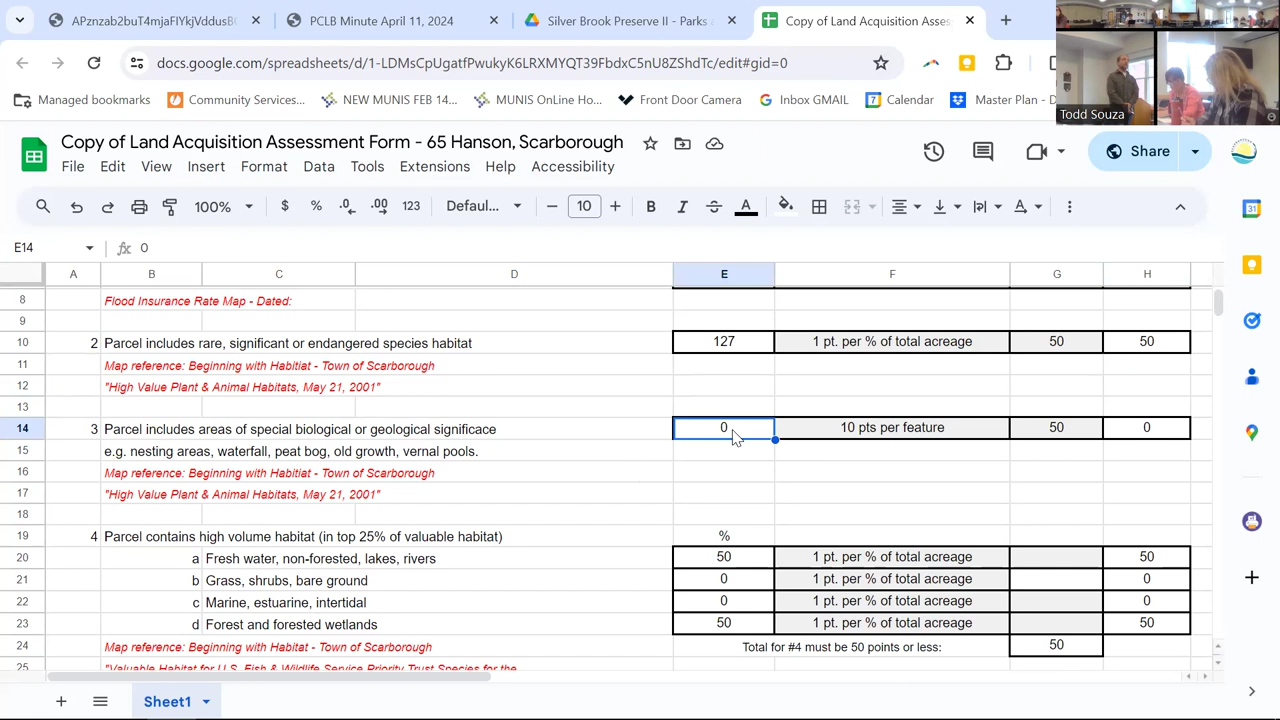 ÁPznzab2buT4mjaFIYkjVddusB
PCLB Minute April 11, 2024
Silver Brook Preserve II - Parks
Copy of Land Acquisition Asses
docs.google.com/spreadsheets/d/1-LDMsCpUgatfPwukyK6LRXMYQT39FbdxC5nU8ZShdTc/edit#gid=0
Managed bookmarks
Community services...
NEW MUNIS FEB 14...
MUNIS OnLine Ho...
Front Door Camera
Inbox GMAIL
Calendar
Master Plan - D
Todd Souza
Copy of Land Acquisition Assessment Form - 65 Hanson, Scarborough
File Edit View Insert Format Data Tools Extensions Help Accessibility
Share
100% $ % .0 .00 123 Defaul... 10 B I A
E14 fx 0
A B C D E F G H
8 Flood Insurance Rate Map - Dated:
9
10 2 Parcel includes rare, significant or endangered species habitat 127 1 pt. per % of total acreage 50 50
11 Map reference: Beginning with Habitiat - Town of Scarborough
12 "High Value Plant & Animal Habitats, May 21, 2001"
13
14 3 Parcel includes areas of special biological or geological significace 0 10 pts per feature 50 0
15 e.g. nesting areas, waterfall, peat bog, old growth, vernal pools.
16 Map reference: Beginning with Habitat - Town of Scarborough
17 "High Value Plant & Animal Habitats, May 21, 2001"
18
19 4 Parcel contains high volume habitat (in top 25% of valuable habitat) %
20 a Fresh water, non-forested, lakes, rivers 50 1 pt. per % of total acreage 50
21 b Grass, shrubs, bare ground 0 1 pt. per % of total acreage 0
22 c Marine, estuarine, intertidal 0 1 pt. per % of total acreage 0
23 d Forest and forested wetlands 50 1 pt. per % of total acreage 50
24 Map reference: Beginning with Habitat - Town of Scarborough Total for #4 must be 50 points or less: 50
25 "Valuable Habitat for U.S. Fish & Wildlife Service Priority Trust Species for the
Sheet1